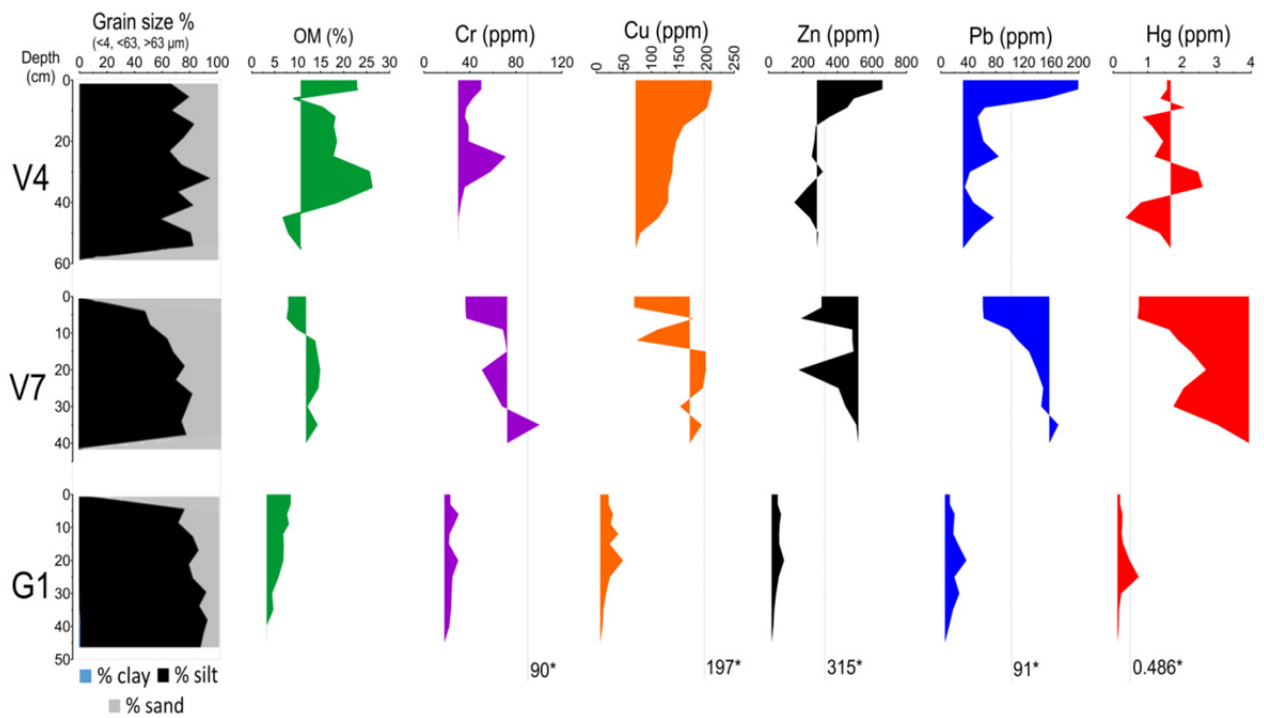 Grain size %
(<4, <63, >63 µm)
OM (%)
Cr (ppm)
Cu (ppm)
Zn (ppm)
Pb (ppm)
Hg (ppm)
Depth
(cm)
0 20 40 60 80 100
0 5 10 15 20 25 30
0 40 80 120
0 50 100 150 200 250
0 200 400 600 800
0 40 80 120 160 200
0 1 2 3 4
V4
0
20
40
60
V7
0
10
20
30
40
G1
0
10
20
30
40
50
90*
197*
315*
91*
0.486*
% clay % silt
% sand